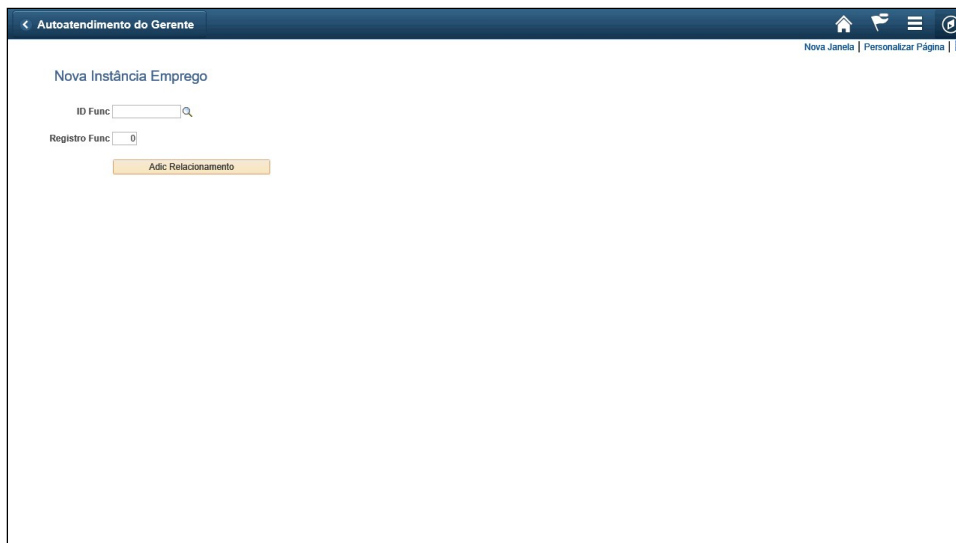 Autoatendimento do Gerente
Nova Janela | Personalizar Página |
Nova Instância Emprego
ID Func
Registro Func 0
Adic Relacionamento